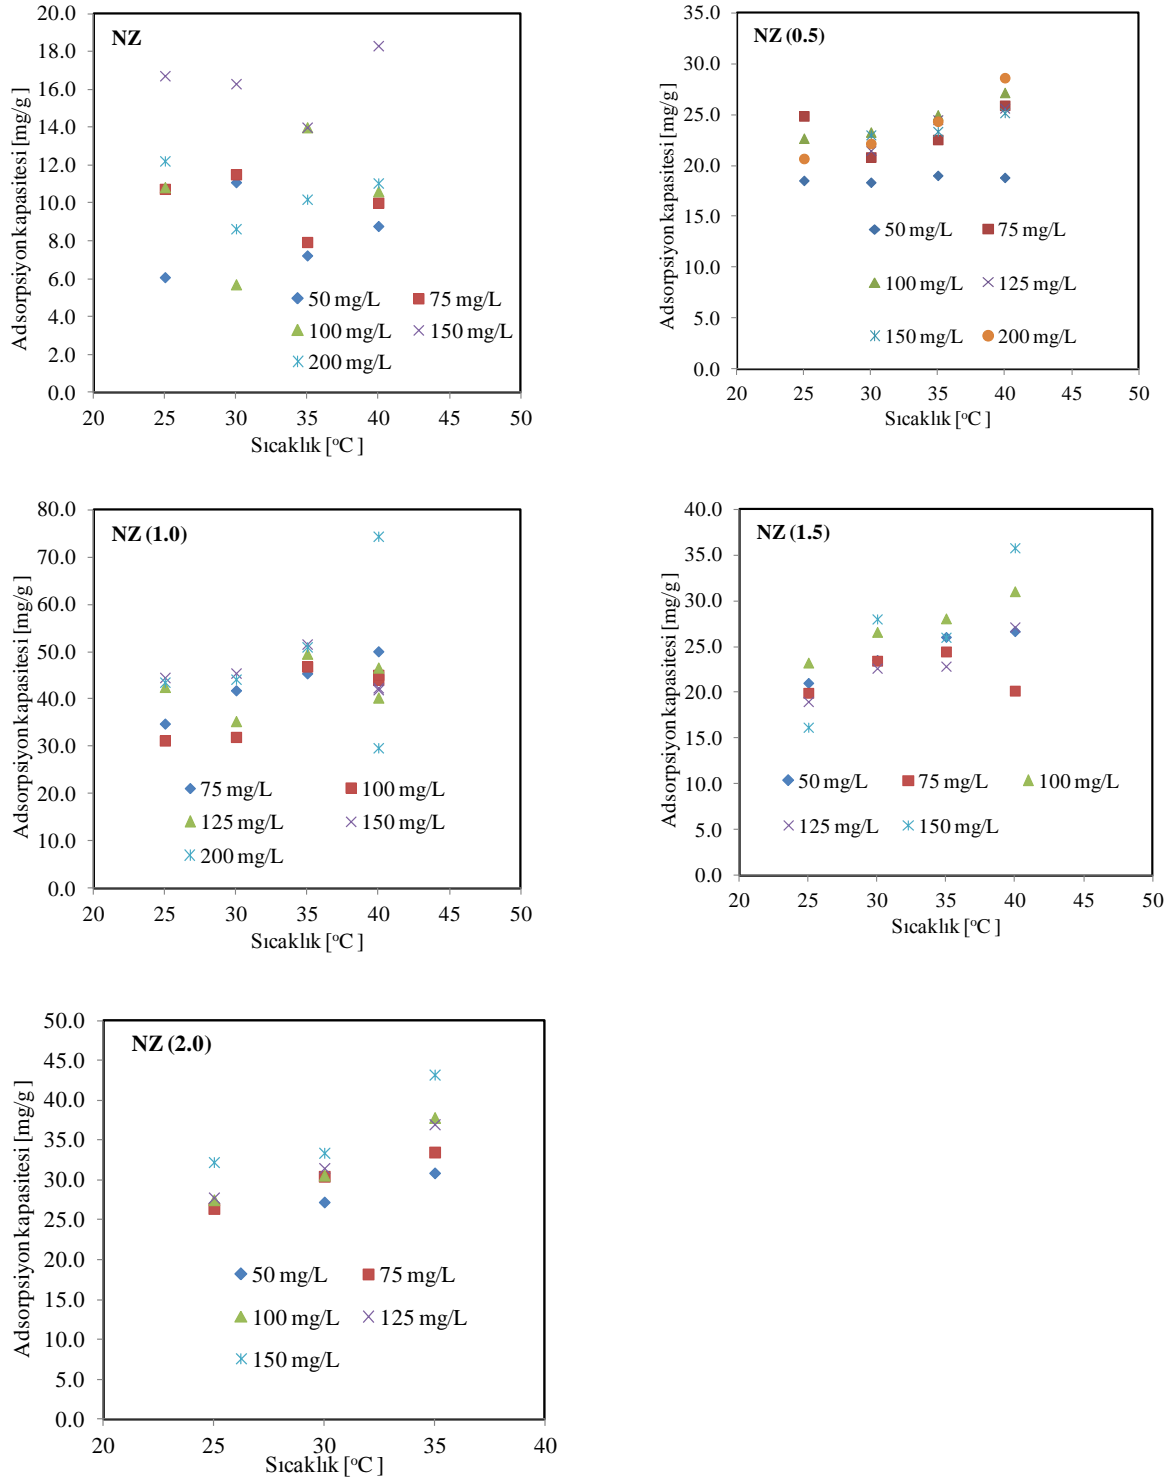 NZ
Adsorpsiyon kapasitesi [mg/g]
20.0
18.0
16.0
14.0
12.0
10.0
8.0
6.0
4.0
2.0
0.0
50 mg/L 75 mg/L
100 mg/L 150 mg/L
200 mg/L
20 25 30 35 40 45 50
Sıcaklık [°C]
NZ (0.5)
Adsorpsiyon kapasitesi [mg/g]
35.0
30.0
25.0
20.0
15.0
10.0
5.0
0.0
50 mg/L 75 mg/L
100 mg/L 125 mg/L
150 mg/L 200 mg/L
20 25 30 35 40 45 50
Sıcaklık [°C]
NZ (1.0)
Adsorpsiyon kapasitesi [mg/g]
80.0
70.0
60.0
50.0
40.0
30.0
20.0
10.0
0.0
75 mg/L 100 mg/L
125 mg/L 150 mg/L
200 mg/L
20 25 30 35 40 45 50
Sıcaklık [°C]
NZ (1.5)
Adsorpsiyon kapasitesi [mg/g]
40.0
35.0
30.0
25.0
20.0
15.0
10.0
5.0
0.0
50 mg/L 75 mg/L 100 mg/L
125 mg/L 150 mg/L
20 25 30 35 40 45 50
Sıcaklık [°C]
NZ (2.0)
Adsorpsiyon kapasitesi [mg/g]
50.0
45.0
40.0
35.0
30.0
25.0
20.0
15.0
10.0
5.0
0.0
50 mg/L 75 mg/L
100 mg/L 125 mg/L
150 mg/L
20 25 30 35 40
Sıcaklık [°C]